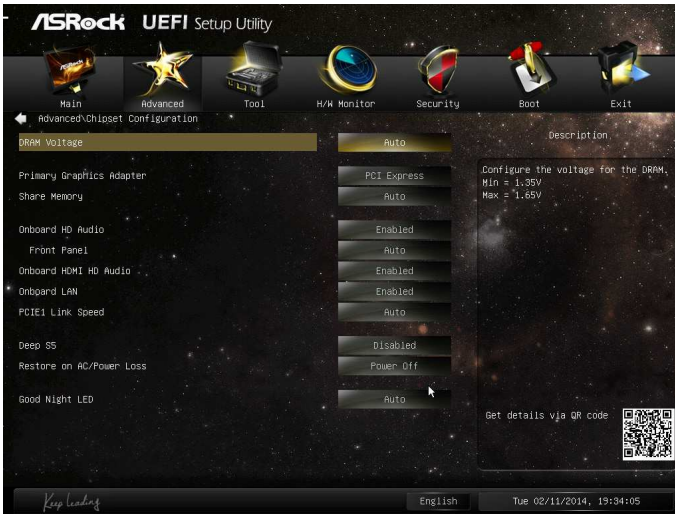 ASRock UEFI Setup Utility
Main Advanced Tool H/W Monitor Security Boot Exit
Advanced\Chipset Configuration
Description
DRAM Voltage Auto
Configure the voltage for the DRAM.
Min = 1.35V
Max = 1.65V
Primary Graphics Adapter PCI Express
Share Memory Auto
Onboard HD Audio Enabled
Front Panel Auto
Onboard HDMI HD Audio Enabled
Onboard LAN Enabled
PCIE1 Link Speed Auto
Deep S5 Disabled
Restore on AC/Power Loss Power Off
Good Night LED Auto
Get details via QR code
Keep Leading
English
Tue 02/11/2014, 19:34:05